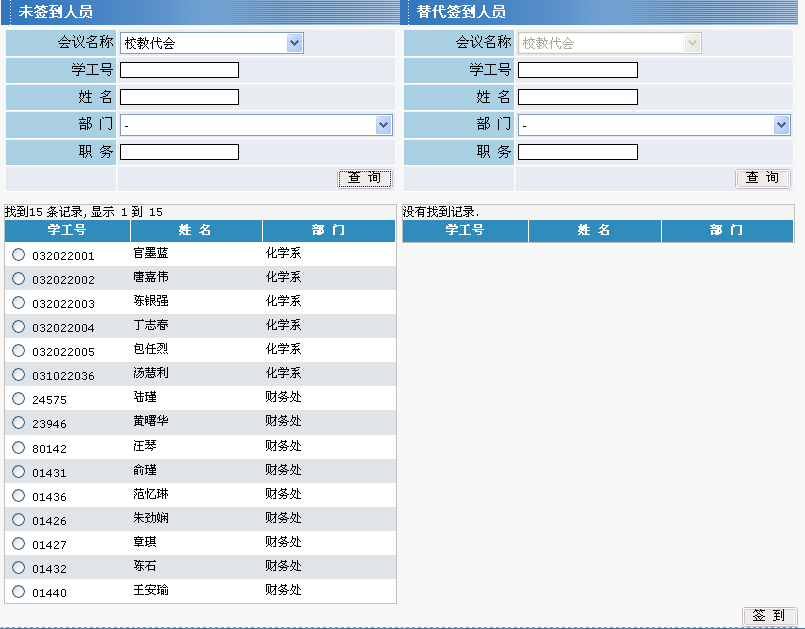 未签到人员
会议名称 校教代会
学工号
姓 名
部 门 -
职 务
查 询
找到15 条记录, 显示 1 到 15
学工号 姓 名 部 门
032022001 官墨蓝 化学系
032022002 唐嘉伟 化学系
032022003 陈银强 化学系
032022004 丁志春 化学系
032022005 包任烈 化学系
031022036 汤慧利 化学系
24575 陆瑾 财务处
23946 黄曙华 财务处
80142 汪琴 财务处
01431 俞瑾 财务处
01436 范忆琳 财务处
01426 朱劲娴 财务处
01427 章琪 财务处
01432 陈石 财务处
01440 王安瑜 财务处
替代签到人员
会议名称 校教代会
学工号
姓 名
部 门 -
职 务
查 询
没有找到记录.
学工号 姓 名 部 门
签 到